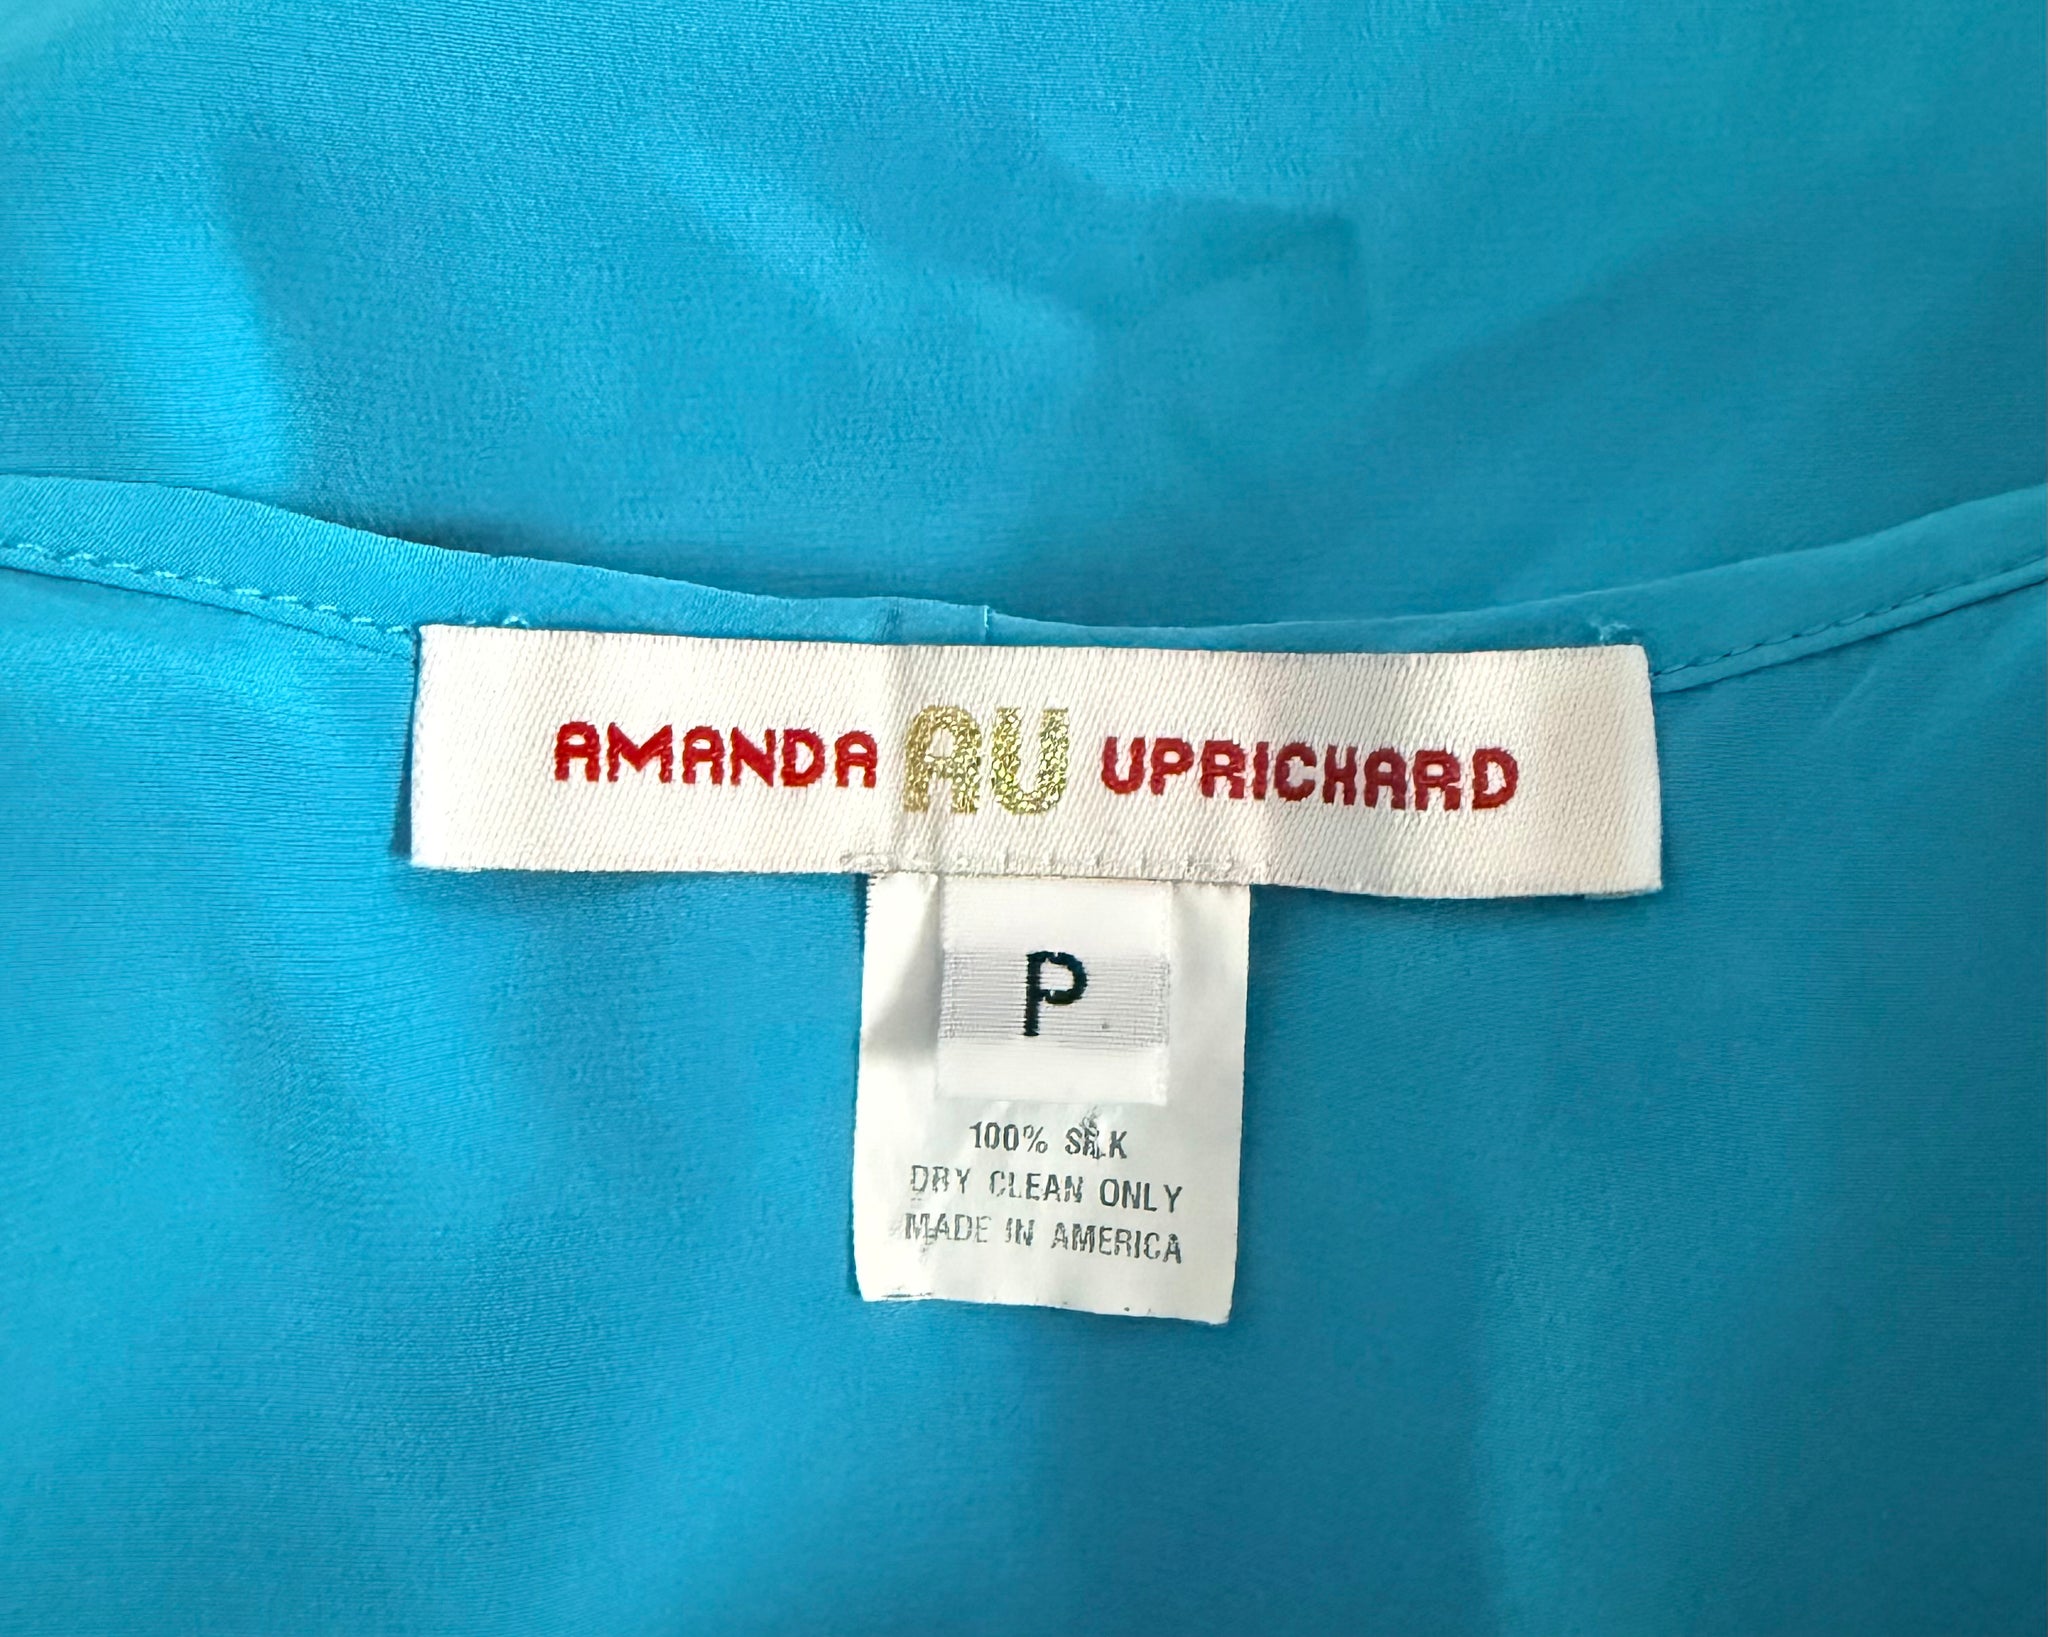 AMANDA AU UPRICHARD
P
100% SILK
DRY CLEAN ONLY
MADE IN AMERICA